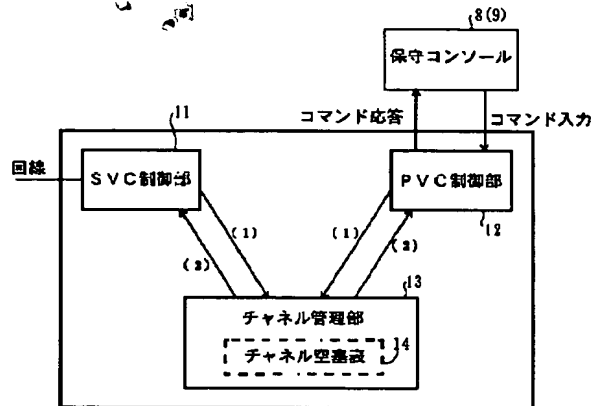 8(9)
保守コンソール
コマンド応答
コマンド入力
11
回線
SVC制御部
PVC制御部
12
(1)
(2)
(1)
(2)
13
チャネル管理部
チャネル空塞表
14